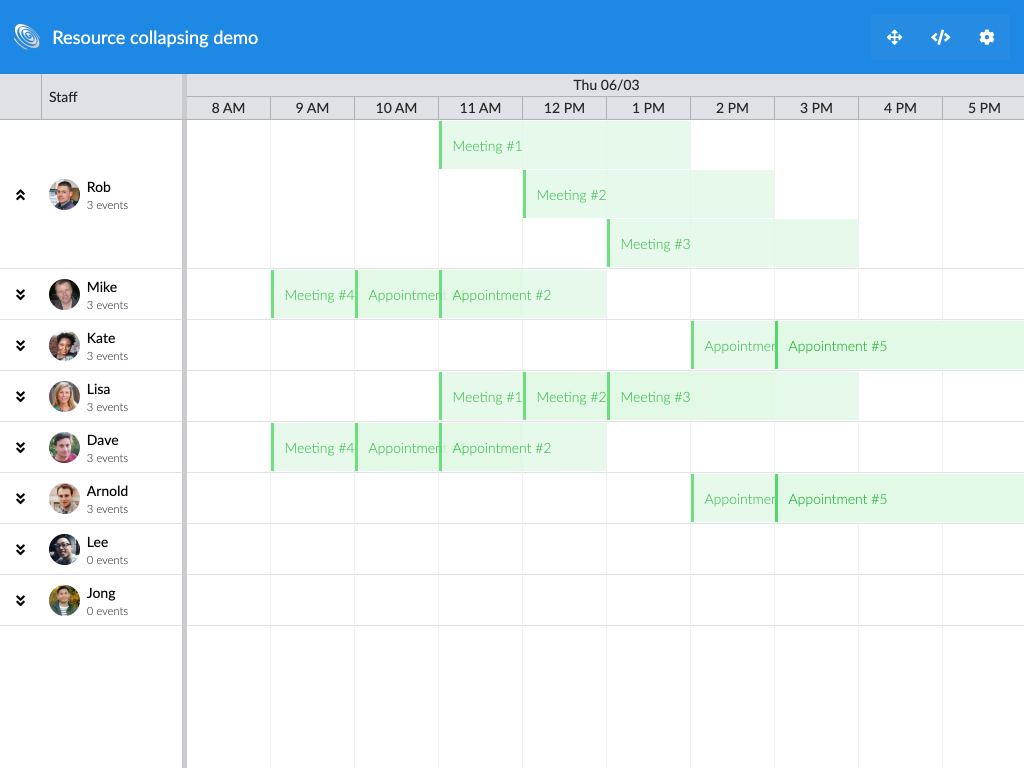 Resource collapsing demo
Staff
Thu 06/03
8 AM 9 AM 10 AM 11 AM 12 PM 1 PM 2 PM 3 PM 4 PM 5 PM
Rob
3 events
Meeting #1
Meeting #2
Meeting #3
Mike
3 events
Meeting #4 Appointmen Appointment #2
Kate
3 events
Appointmen Appointment #5
Lisa
3 events
Meeting #1 Meeting #2 Meeting #3
Dave
3 events
Meeting #4 Appointmen Appointment #2
Arnold
3 events
Appointmen Appointment #5
Lee
0 events
Jong
0 events